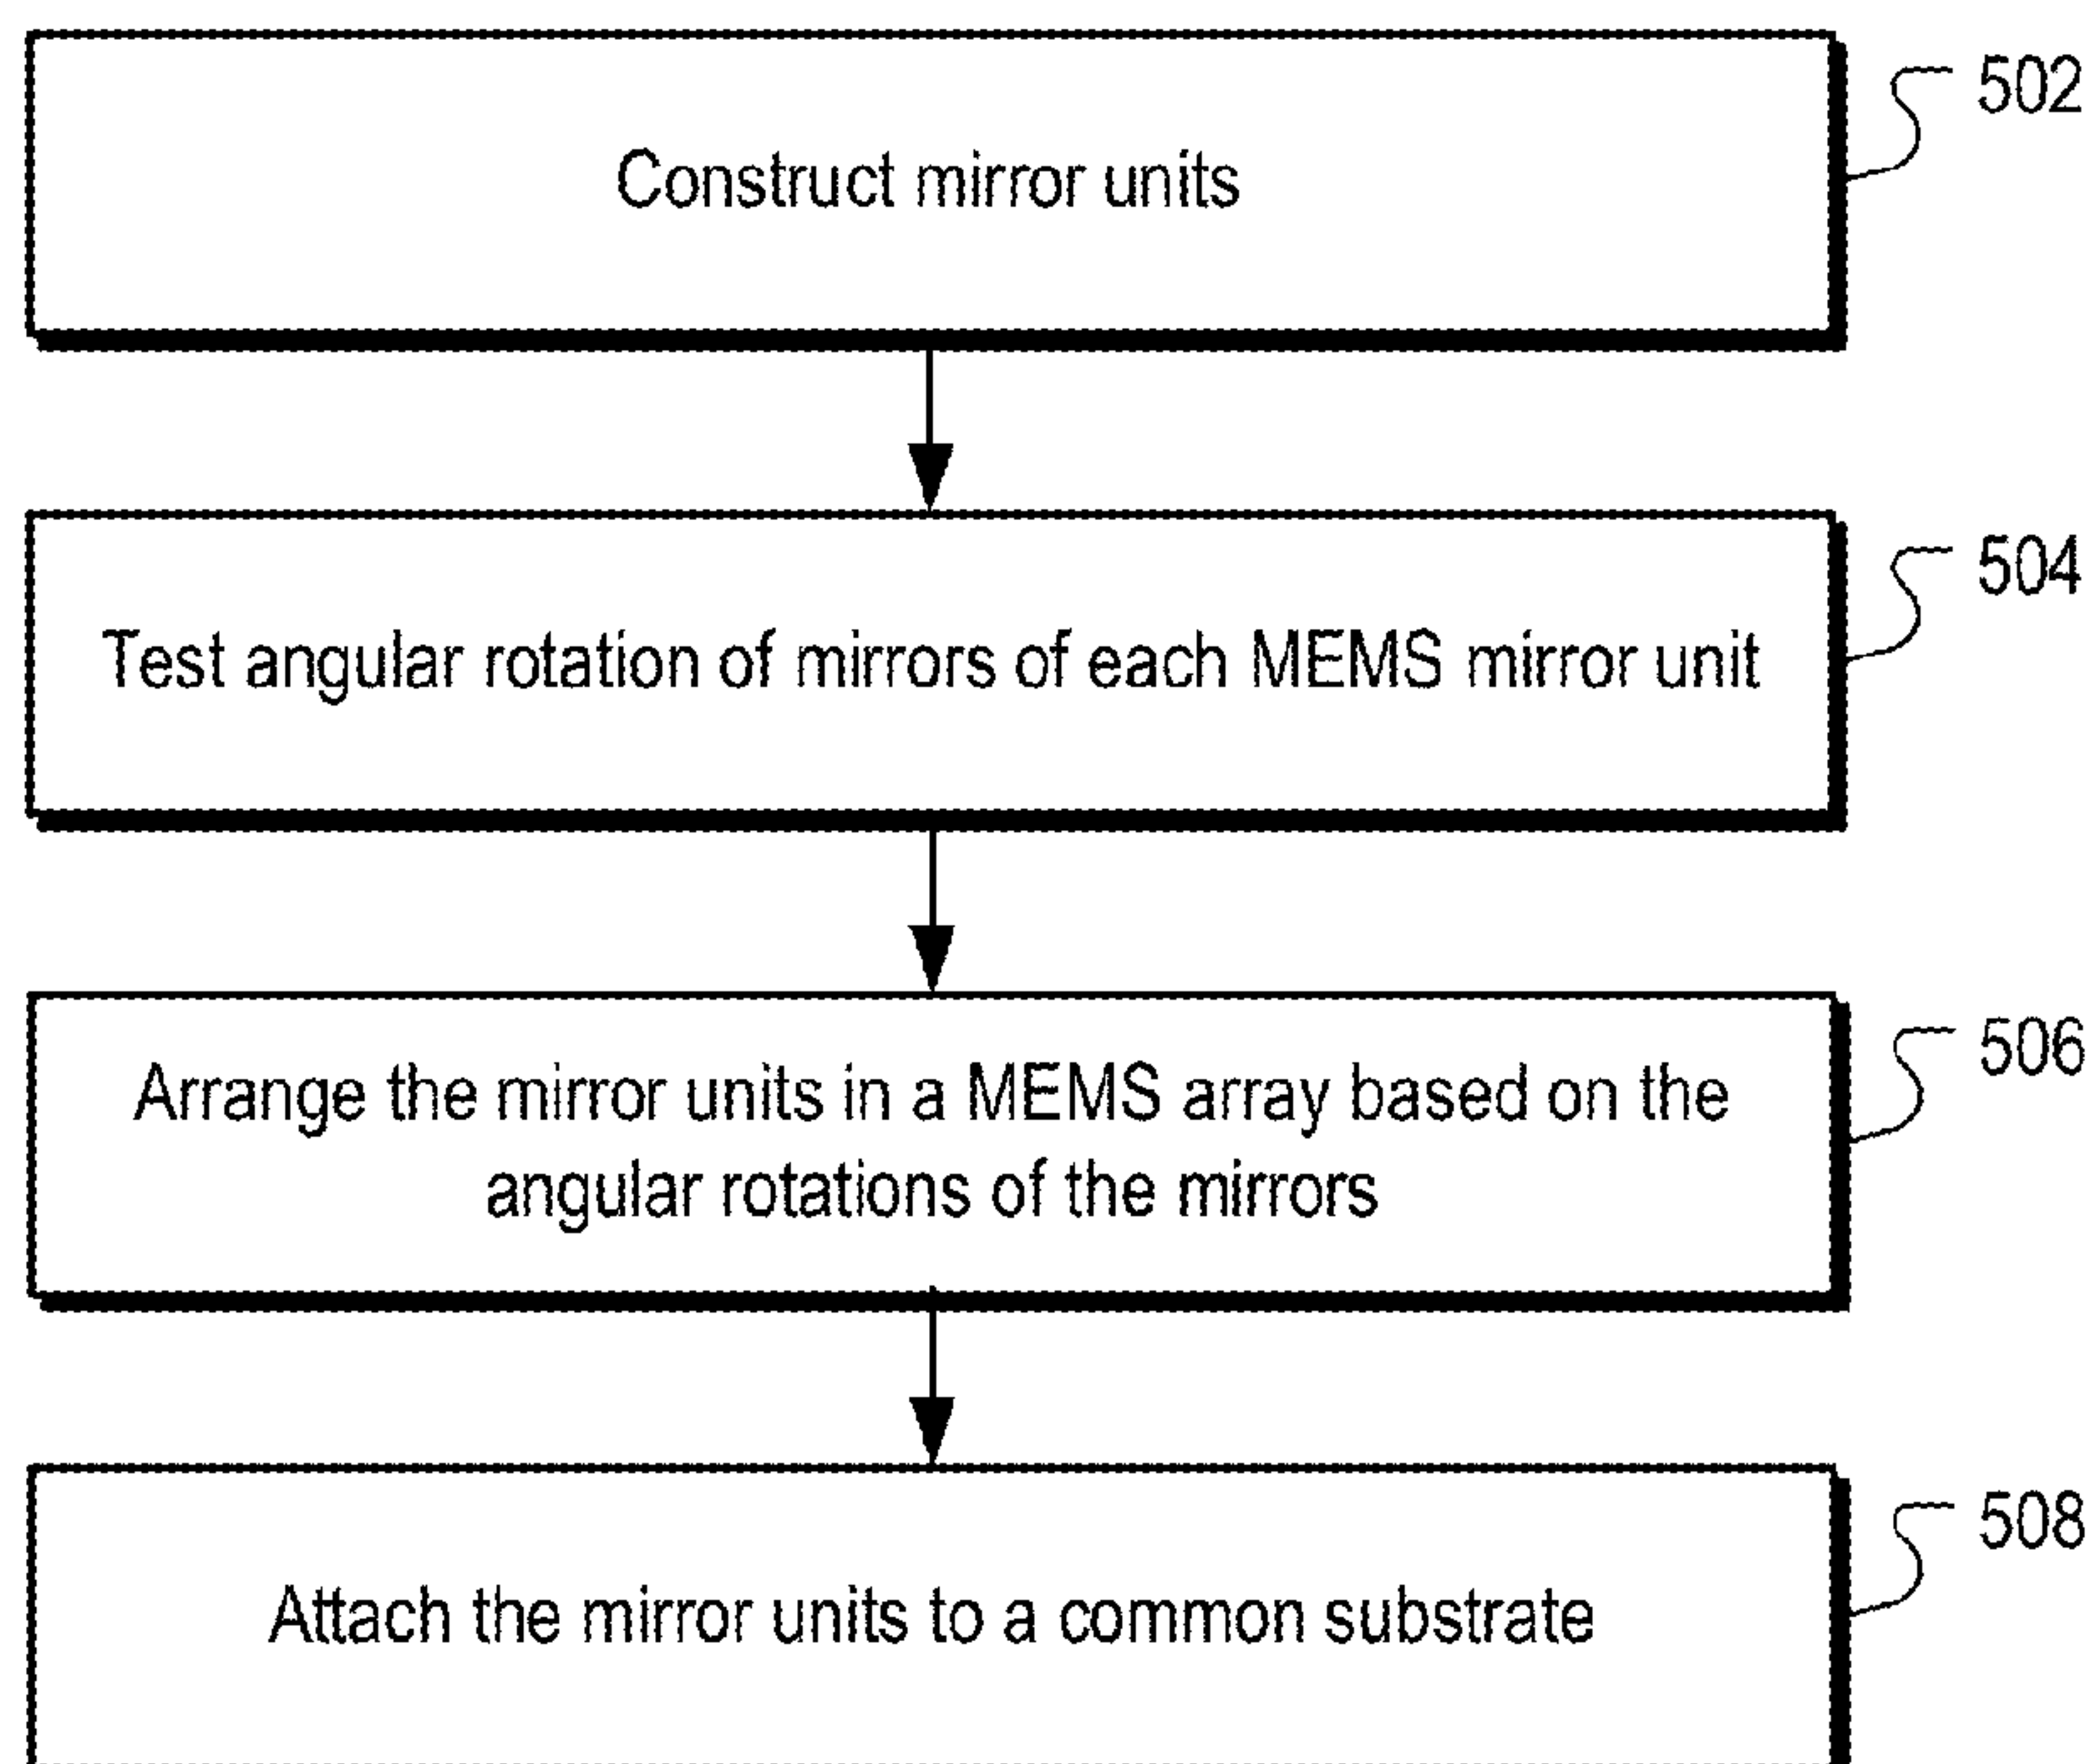 Construct mirror units
502
Test angular rotation of mirrors of each MEMS mirror unit
504
Arrange the mirror units in a MEMS array based on the
angular rotations of the mirrors
506
Attach the mirror units to a common substrate
508